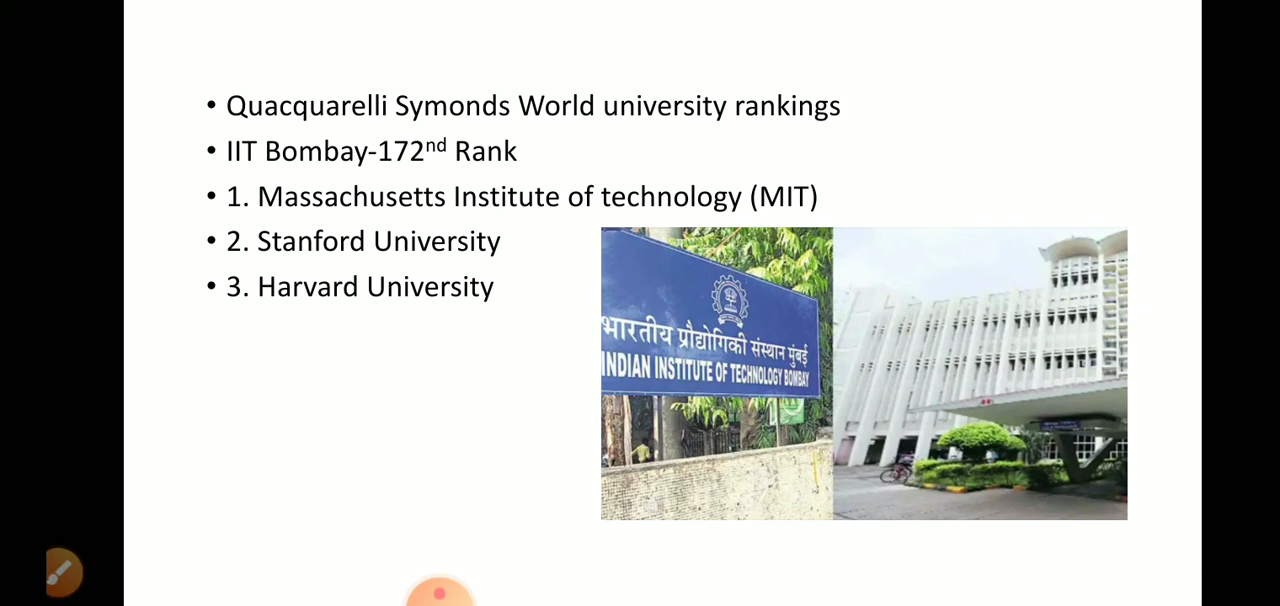 • Quacquarelli Symonds World university rankings
• IIT Bombay-172nd Rank
• 1. Massachusetts Institute of technology (MIT)
• 2. Stanford University
• 3. Harvard University
भारतीय प्रौद्योगिकी संस्थान मुंबई
INDIAN INSTITUTE OF TECHNOLOGY BOMBAY